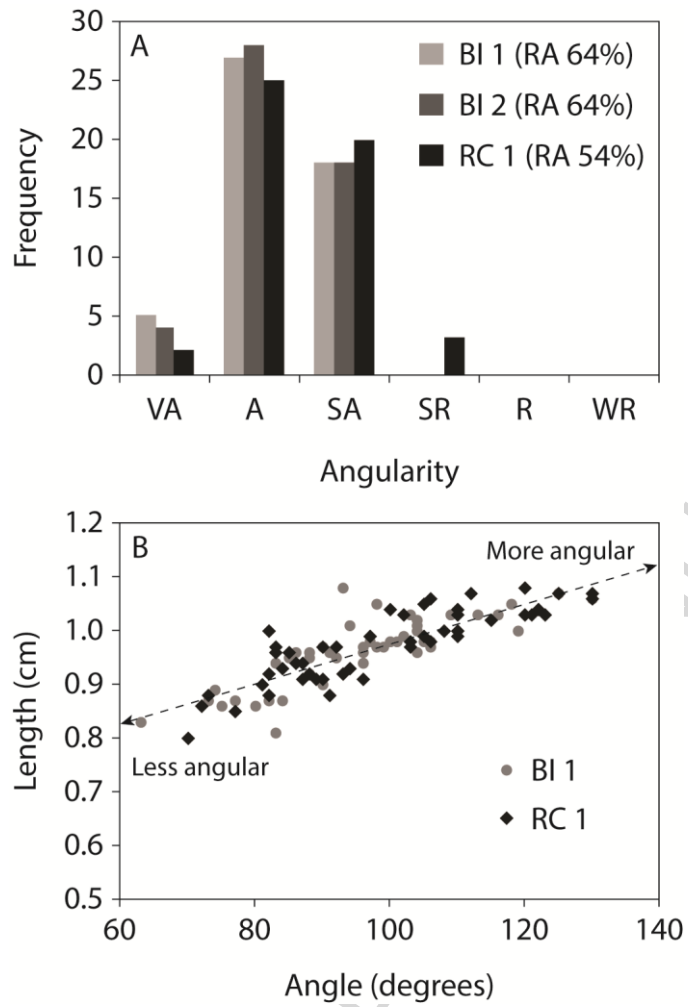 30
25
20
15
10
5
0
Frequency
A
BI 1 (RA 64%)
BI 2 (RA 64%)
RC 1 (RA 54%)
VA A SA SR R WR
Angularity
1.2
1.1
1.0
0.9
0.8
0.7
0.6
0.5
Length (cm)
B
More angular
Less angular
BI 1
RC 1
60 80 100 120 140
Angle (degrees)